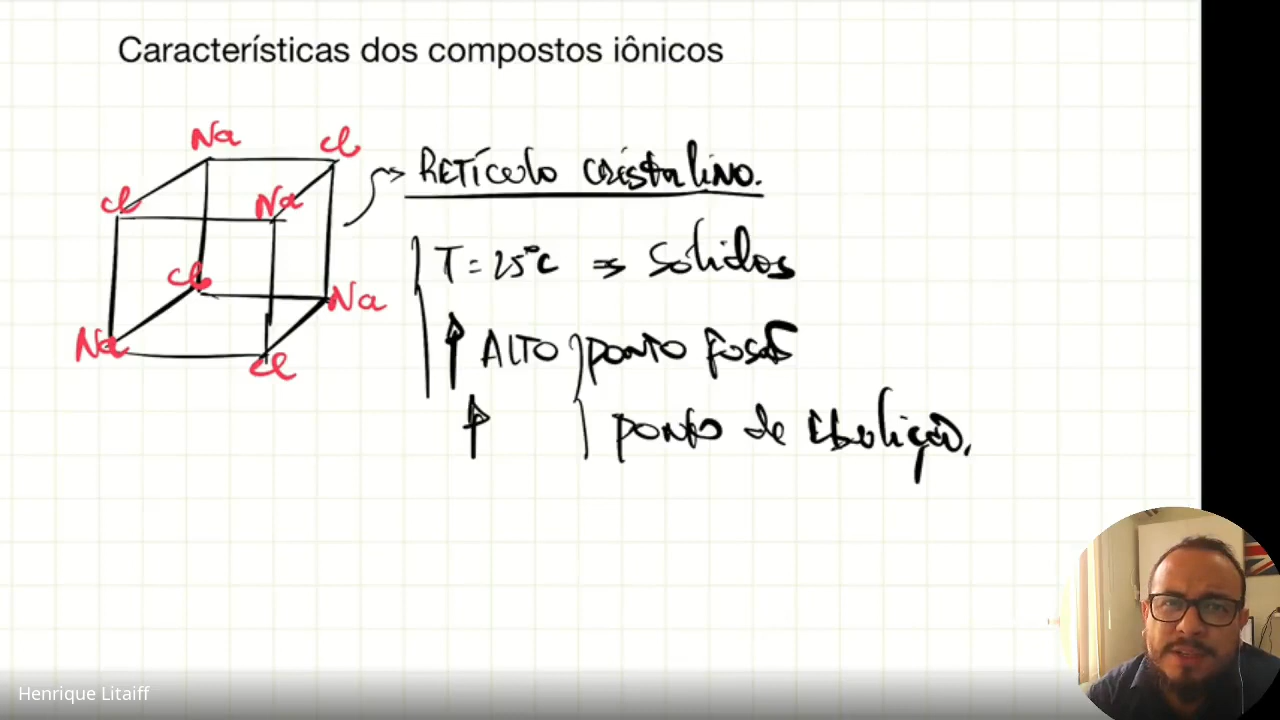 Características dos compostos iônicos
Na Cl
Cl Na
Cl Na
Na Cl
RETÍCULO CRISTALINO.
T = 25°C ⇒ SÓLIDOS
↑ ALTO PONTO FUSÃO
↑ PONTO DE EBULIÇÃO.
Henrique Litaiff